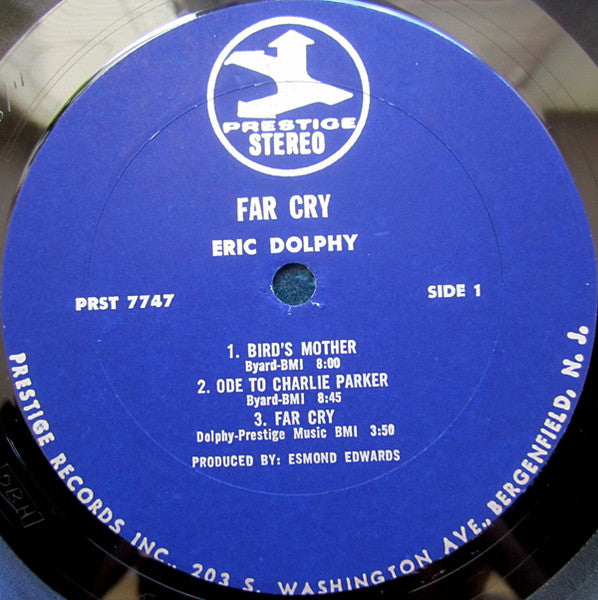 PRESTIGE
STEREO
FAR CRY
ERIC DOLPHY
PRST 7747
SIDE 1
1. BIRD'S MOTHER
Byard-BMI 8:00
2. ODE TO CHARLIE PARKER
Byard-BMI 8:45
3. FAR CRY
Dolphy-Prestige Music BMI 3:50
PRODUCED BY: ESMOND EDWARDS
PRESTIGE RECORDS INC., 203 S. WASHINGTON AVE., BERGENFIELD, N. J.